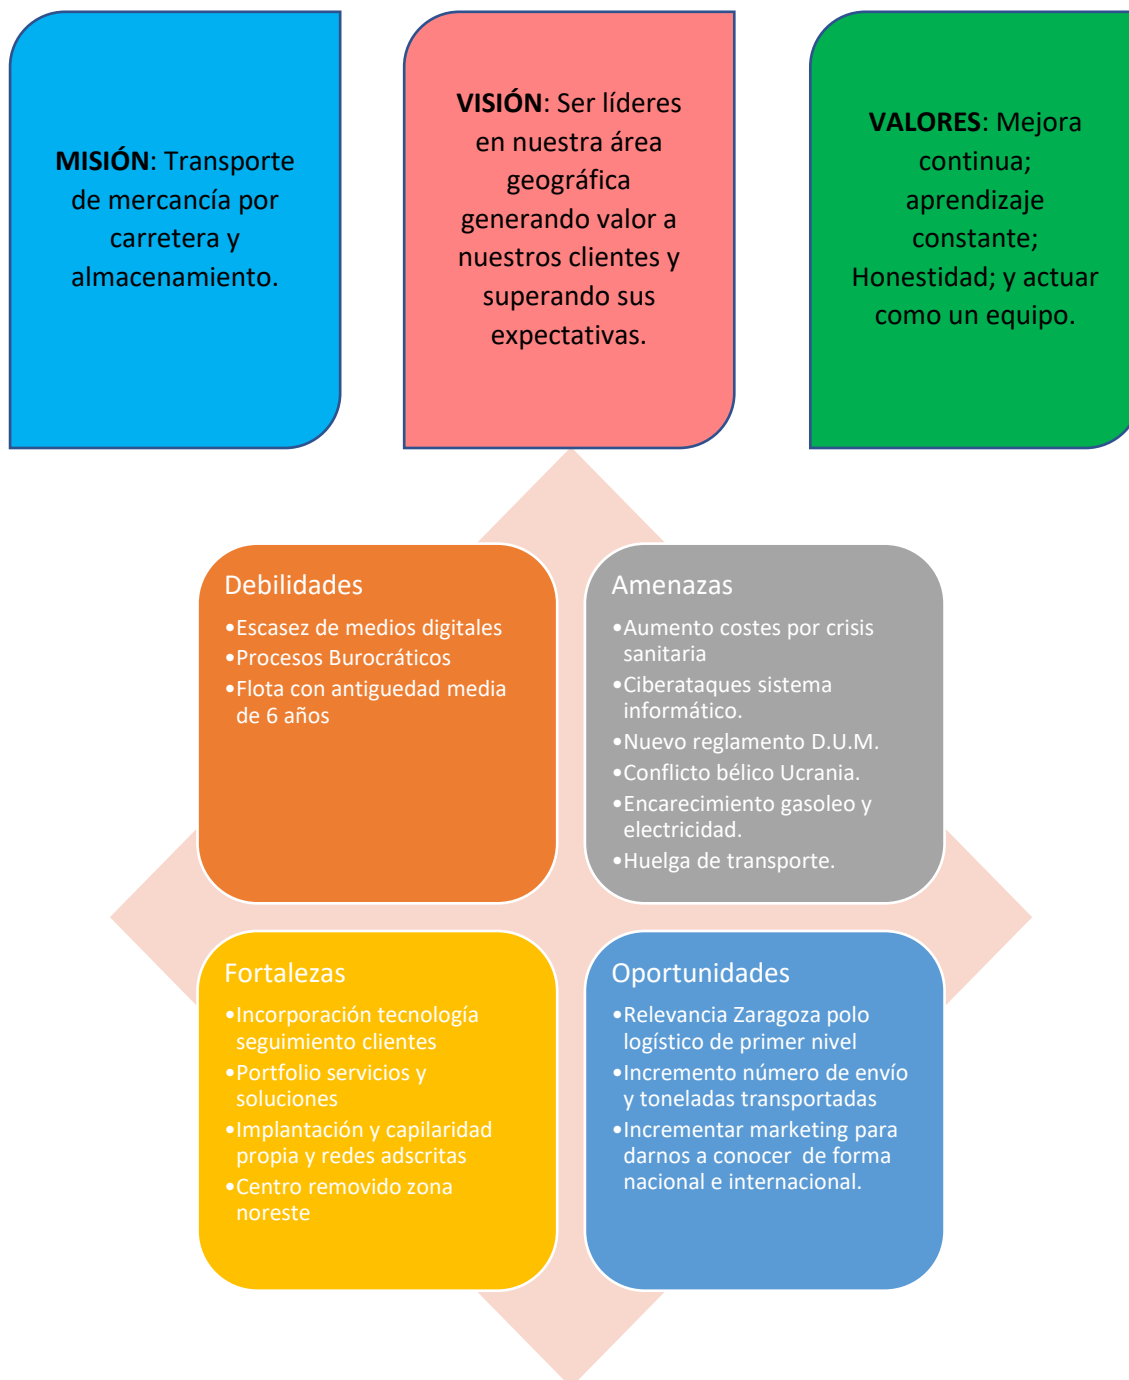 MISIÓN: Transporte
de mercancía por
carretera y
almacenamiento.
VISIÓN: Ser líderes
en nuestra área
geográfica
generando valor a
nuestros clientes y
superando sus
expectativas.
VALORES: Mejora
continua;
aprendizaje
constante;
Honestidad; y actuar
como un equipo.
Debilidades
•Escasez de medios digitales
•Procesos Burocráticos
•Flota con antiguedad media
de 6 años
Amenazas
•Aumento costes por crisis
sanitaria
•Ciberataques sistema
informático.
•Nuevo reglamento D.U.M.
•Conflicto bélico Ucrania.
•Encarecimiento gasoleo y
electricidad.
•Huelga de transporte.
Fortalezas
•Incorporación tecnología
seguimiento clientes
•Portfolio servicios y
soluciones
•Implantación y capilaridad
propia y redes adscritas
•Centro removido zona
noreste
Oportunidades
•Relevancia Zaragoza polo
logístico de primer nivel
•Incremento número de envío
y toneladas transportadas
•Incrementar marketing para
darnos a conocer de forma
nacional e internacional.